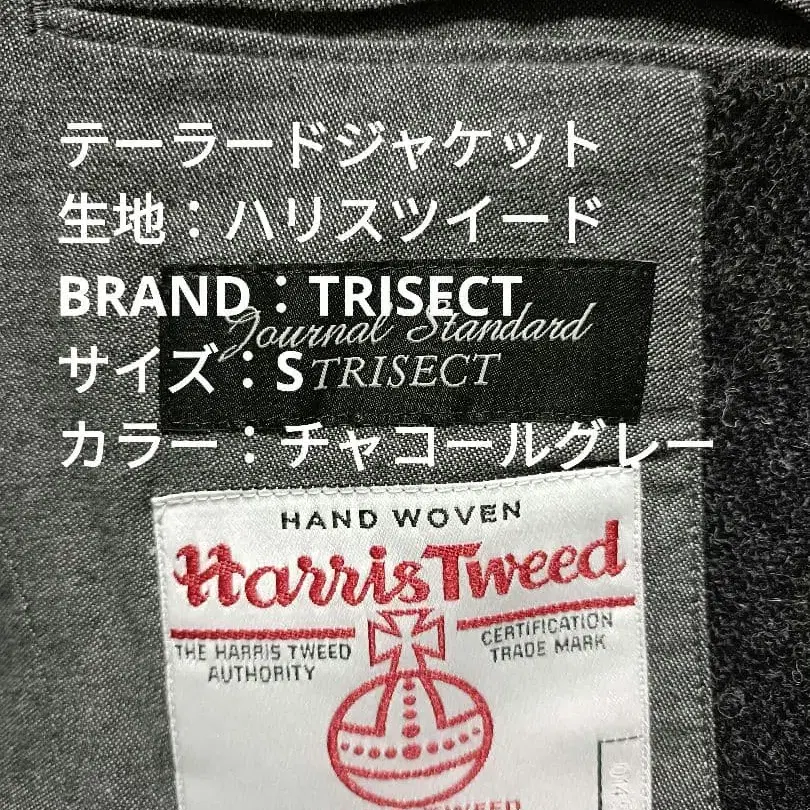 テーラードジャケット
生地：ハリスツイード
BRAND：TRISECT
Journal Standard
サイズ：S
TRISECT
カラー：チャコールグレー
HAND WOVEN
Harris Tweed
THE HARRIS TWEED
AUTHORITY
CERTIFICATION
TRADE MARK
TWEED